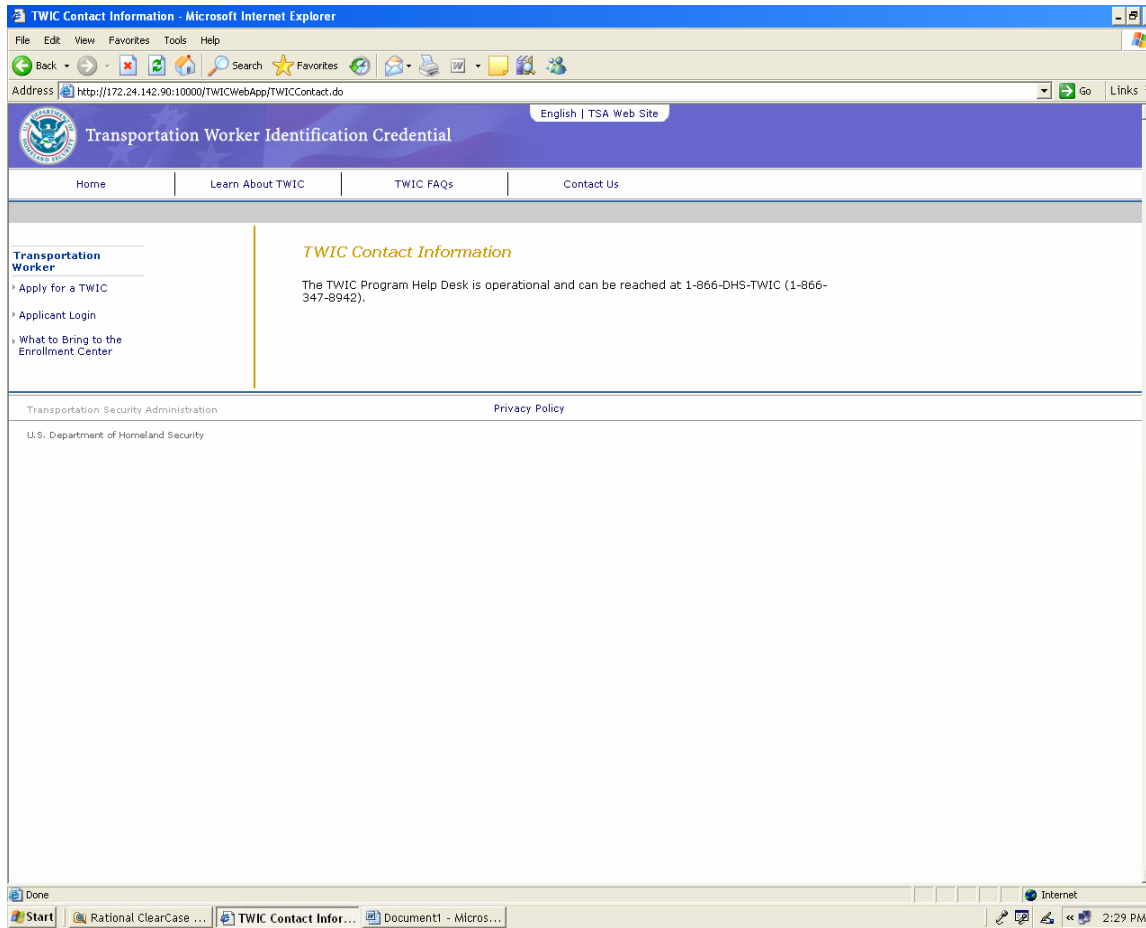 TWIC Contact Information - Microsoft Internet Explorer
File Edit View Favorites Tools Help
Back Search Favorites
Address http://172.24.142.90:10000/TWICWebApp/TWICContact.do Go Links
English | TSA Web Site
Transportation Worker Identification Credential
Home Learn About TWIC TWIC FAQs Contact Us
Transportation
Worker
Apply for a TWIC
Applicant Login
What to Bring to the
Enrollment Center
TWIC Contact Information
The TWIC Program Help Desk is operational and can be reached at 1-866-DHS-TWIC (1-866-
347-8942).
Transportation Security Administration Privacy Policy
U.S. Department of Homeland Security
Done Internet
Start Rational ClearCase ... TWIC Contact Infor... Document1 - Micros... 2:29 PM